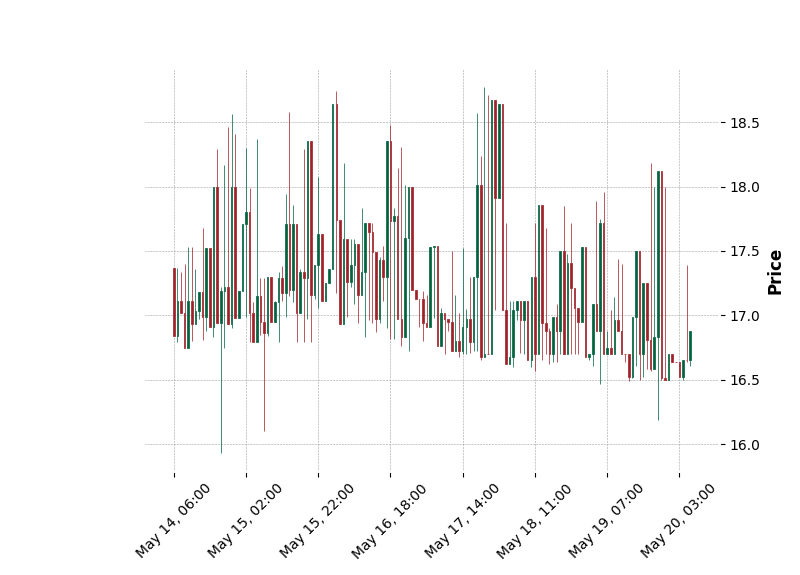 18.5
18.0
17.5
17.0
16.5
16.0
Price
May 14, 06:00
May 15, 02:00
May 15, 22:00
May 16, 18:00
May 17, 14:00
May 18, 11:00
May 19, 07:00
May 20, 03:00